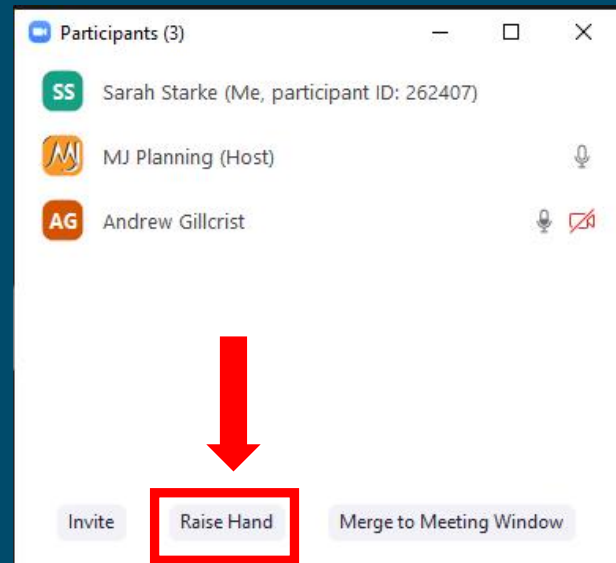 Participants (3)
SS Sarah Starke (Me, participant ID: 262407)
MJ MJ Planning (Host)
AG Andrew Gillcrist
Invite Raise Hand Merge to Meeting Window